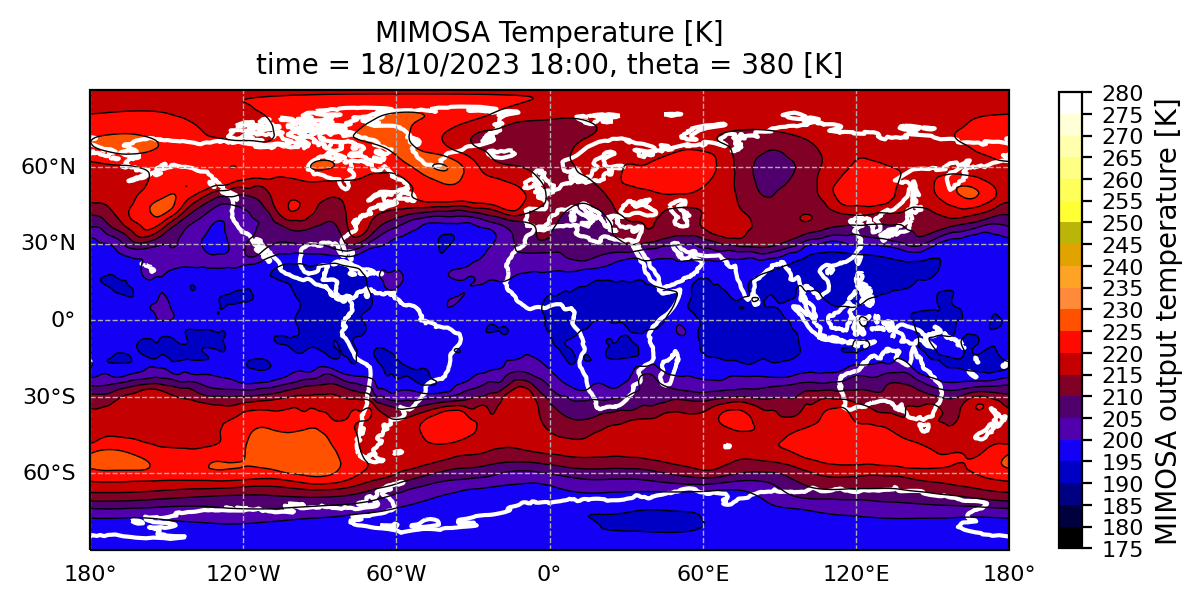 MIMOSA Temperature [K]
time = 18/10/2023 18:00, theta = 380 [K]
60°N
30°N
0°
30°S
60°S
180°
120°W
60°W
0°
60°E
120°E
180°
280
275
270
265
260
255
250
245
240
235
230
225
220
215
210
205
200
195
190
185
180
175
MIMOSA output temperature [K]